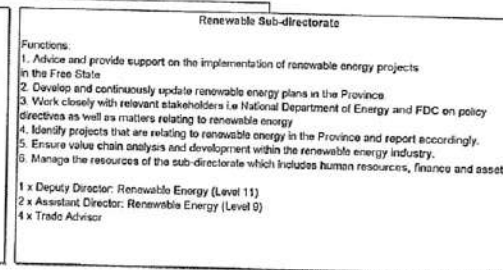 Renewable Sub-directorate
Functions:
1. Advice and provide support on the implementation of renewable energy projects
in the Free State
2. Develop and continuously update renewable energy plans in the Province.
3. Work closely with relevant stakeholders i.e National Department of Energy and FDC on policy
directives as well as matters relating to renewable energy
4. Identify projects that are relating to renewable energy in the Province and report accordingly.
5. Ensure value chain analysis and development within the renewable energy industry.
6. Manage the resources of the sub-directorate which includes human resources, finance and asset
1 x Deputy Director: Renewable Energy (Level 11)
2 x Assistant Director: Renewable Energy (Level 9)
4 x Trade Advisor